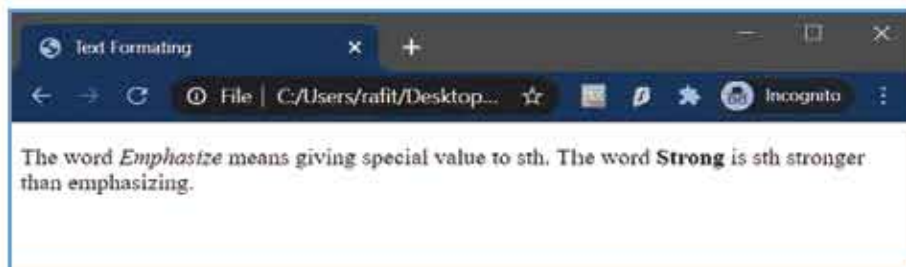 Text Formating
File | C:/Users/rafit/Desktop...
Incognito
The word Emphasize means giving special value to sth. The word Strong is sth stronger
than emphasizing.